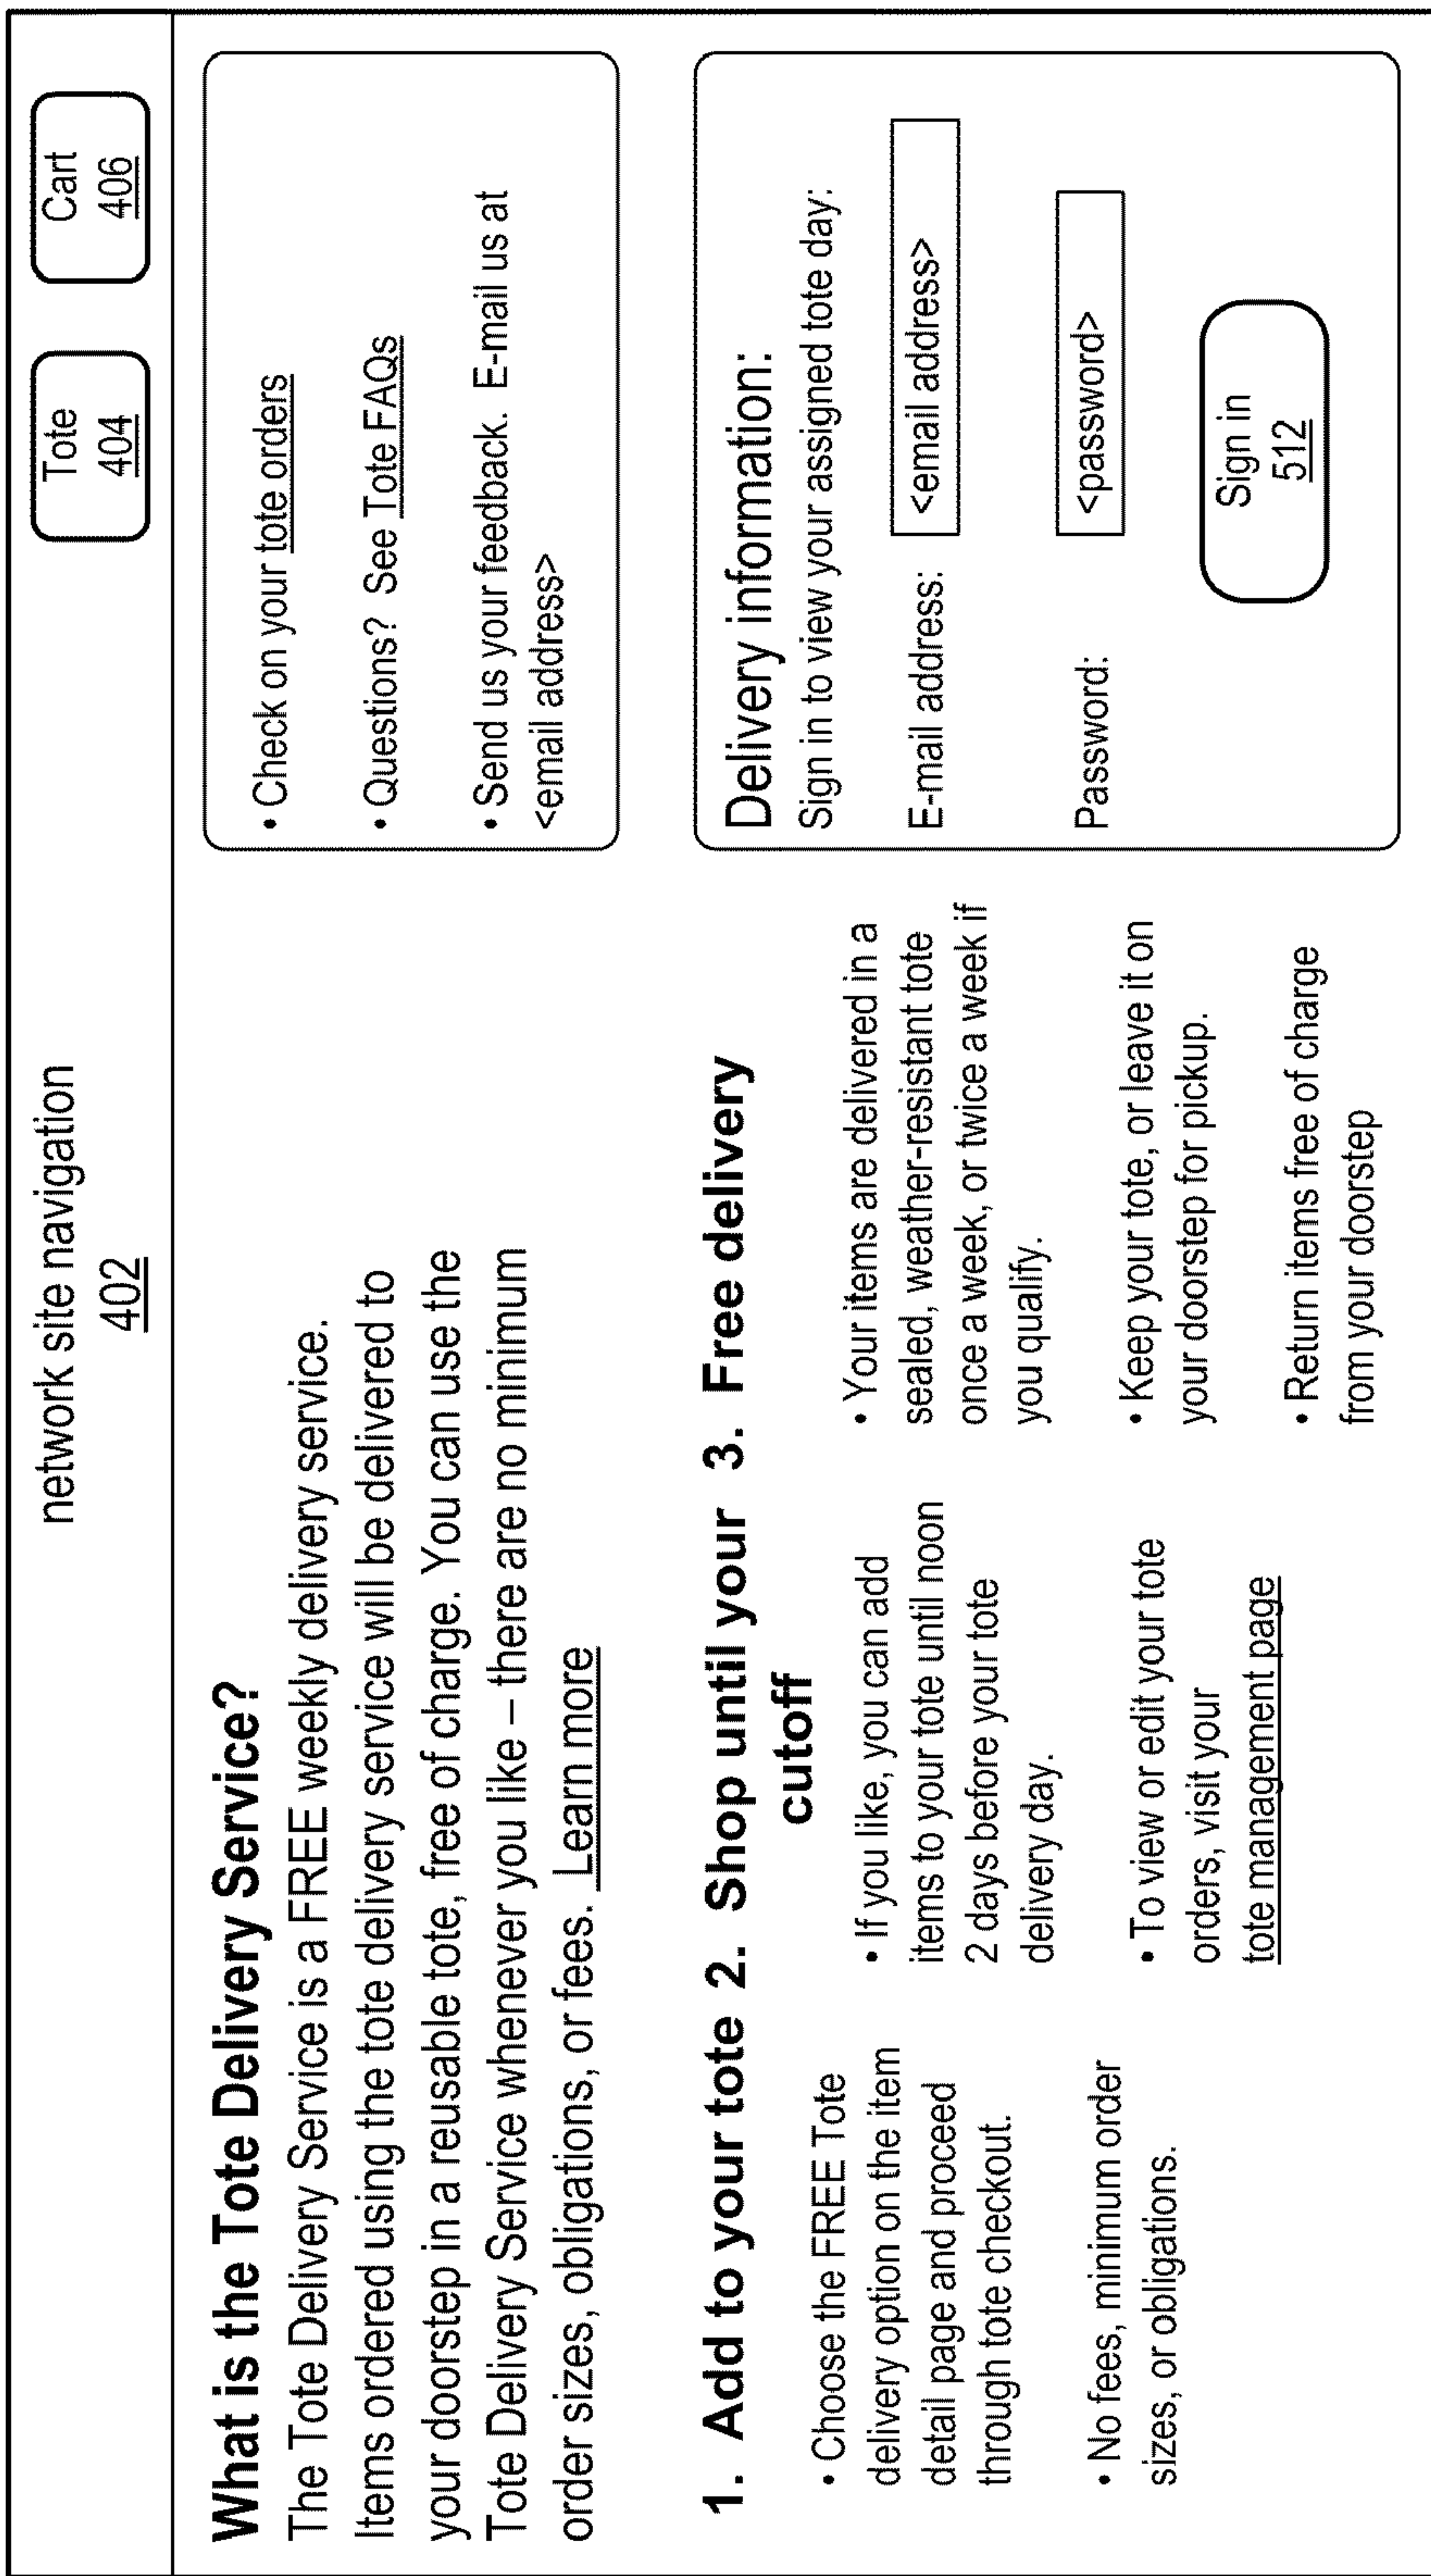 network site navigation
402
Tote
404
Cart
406
What is the Tote Delivery Service?
The Tote Delivery Service is a FREE weekly delivery service.
Items ordered using the tote delivery service will be delivered to
your doorstep in a reusable tote, free of charge. You can use the
Tote Delivery Service whenever you like – there are no minimum
order sizes, obligations, or fees. Learn more
• Check on your tote orders
• Questions? See Tote FAQs
• Send us your feedback. E-mail us at
<email address>
1. Add to your tote
• Choose the FREE Tote
delivery option on the item
detail page and proceed
through tote checkout.
• No fees, minimum order
sizes, or obligations.
2. Shop until your
cutoff
• If you like, you can add
items to your tote until noon
2 days before your tote
delivery day.
• To view or edit your tote
orders, visit your
tote management page
3. Free delivery
• Your items are delivered in a
sealed, weather-resistant tote
once a week, or twice a week if
you qualify.
• Keep your tote, or leave it on
your doorstep for pickup.
• Return items free of charge
from your doorstep
Delivery information:
Sign in to view your assigned tote day:
E-mail address:
<email address>
Password:
<password>
Sign in
512